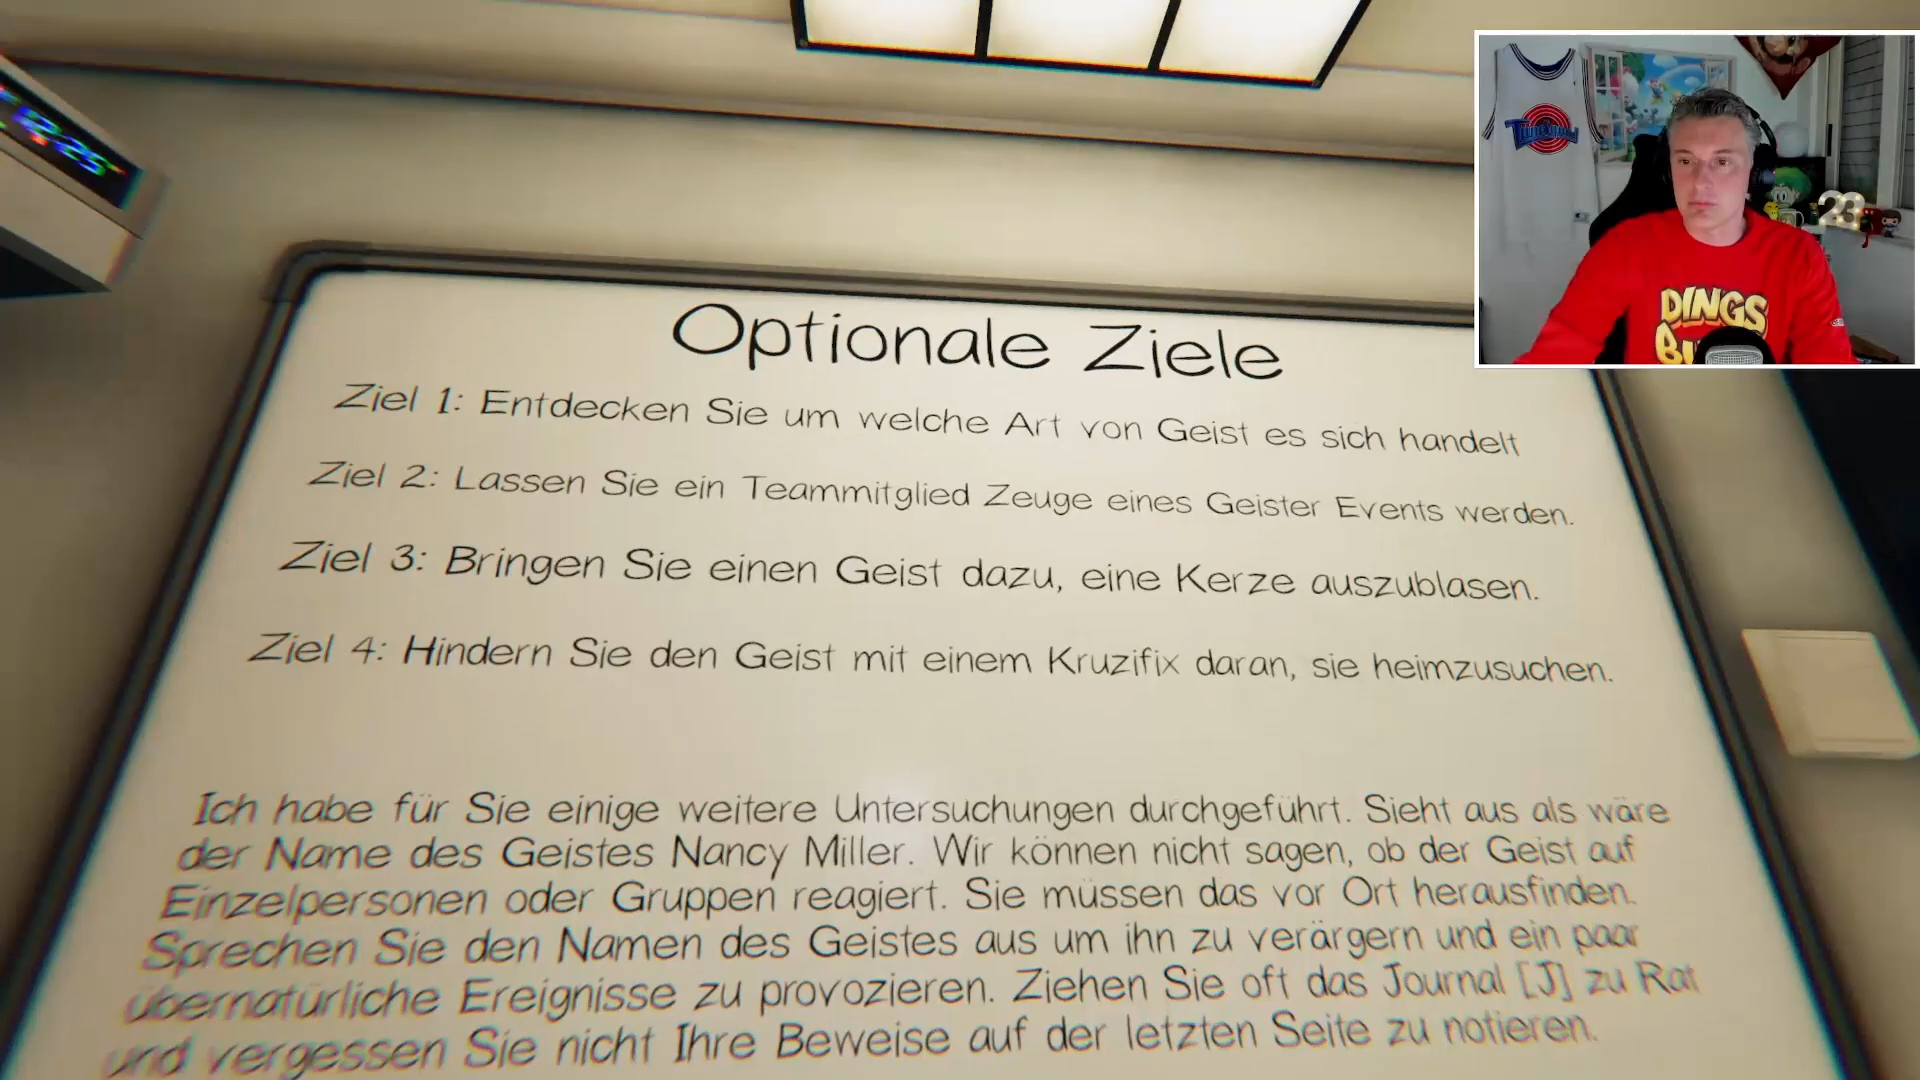 Optionale Ziele
Ziel 1: Entdecken Sie um welche Art von Geist es sich handelt
Ziel 2: Lassen Sie ein Teammitglied Zeuge eines Geister Events werden.
Ziel 3: Bringen Sie einen Geist dazu, eine Kerze auszublasen.
Ziel 4: Hindern Sie den Geist mit einem Kruzifix daran, sie heimzusuchen.
Ich habe für Sie einige weitere Untersuchungen durchgeführt. Sieht aus als wäre
der Name des Geistes Nancy Miller. Wir können nicht sagen, ob der Geist auf
Einzelpersonen oder Gruppen reagiert. Sie müssen das vor Ort herausfinden.
Sprechen Sie den Namen des Geistes aus um ihn zu verärgern und ein paar
übernatürliche Ereignisse zu provozieren. Ziehen Sie oft das Journal [J] zu Rat
und vergessen Sie nicht Ihre Beweise auf der letzten Seite zu notieren.
DINGS
23